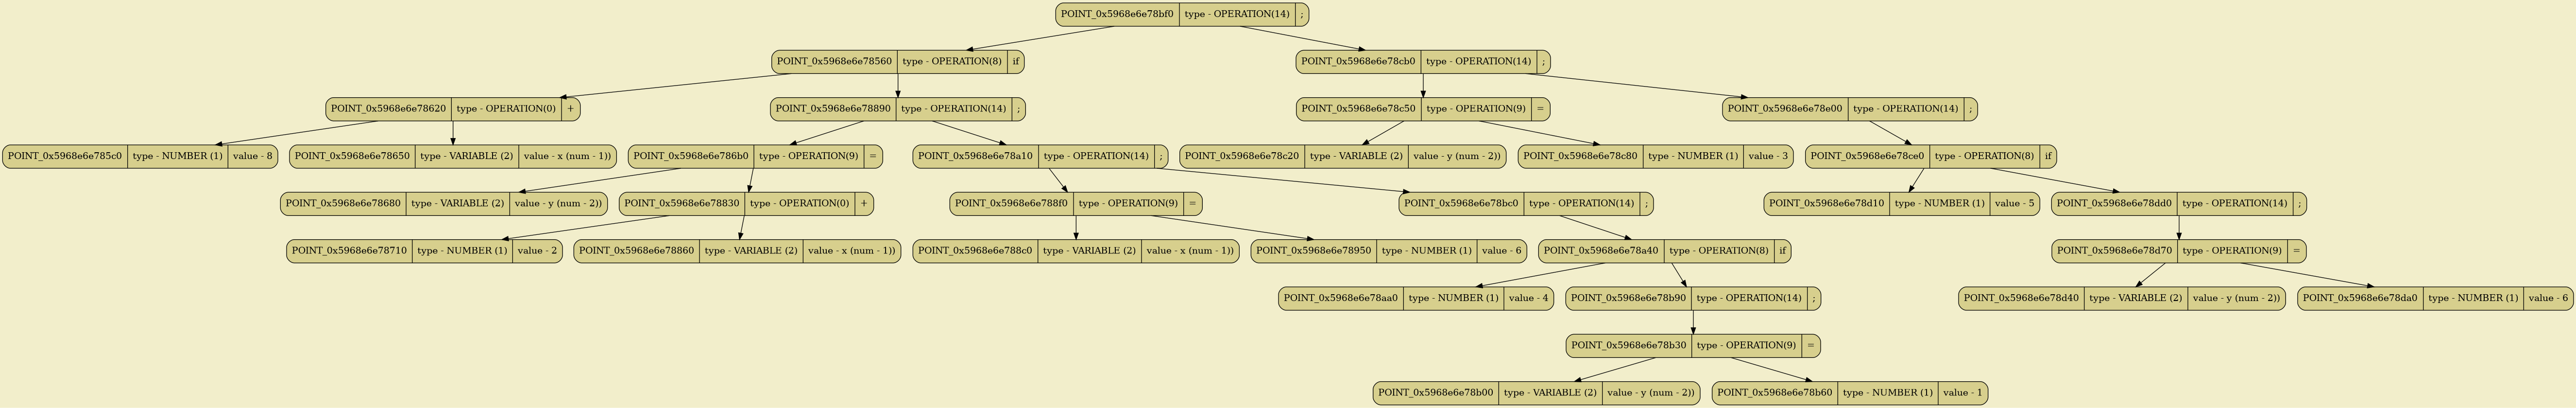 POINT_0x5968e6e78bf0 type - OPERATION(14) ;
POINT_0x5968e6e78560 type - OPERATION(8) if
POINT_0x5968e6e78cb0 type - OPERATION(14) ;
POINT_0x5968e6e78620 type - OPERATION(0) +
POINT_0x5968e6e78890 type - OPERATION(14) ;
POINT_0x5968e6e78c50 type - OPERATION(9) =
POINT_0x5968e6e78e00 type - OPERATION(14) ;
POINT_0x5968e6e785c0 type - NUMBER (1) value - 8
POINT_0x5968e6e78650 type - VARIABLE (2) value - x (num - 1))
POINT_0x5968e6e786b0 type - OPERATION(9) =
POINT_0x5968e6e78a10 type - OPERATION(14) ;
POINT_0x5968e6e78c20 type - VARIABLE (2) value - y (num - 2))
POINT_0x5968e6e78c80 type - NUMBER (1) value - 3
POINT_0x5968e6e78ce0 type - OPERATION(8) if
POINT_0x5968e6e78680 type - VARIABLE (2) value - y (num - 2))
POINT_0x5968e6e78830 type - OPERATION(0) +
POINT_0x5968e6e788f0 type - OPERATION(9) =
POINT_0x5968e6e78bc0 type - OPERATION(14) ;
POINT_0x5968e6e78d10 type - NUMBER (1) value - 5
POINT_0x5968e6e78dd0 type - OPERATION(14) ;
POINT_0x5968e6e78710 type - NUMBER (1) value - 2
POINT_0x5968e6e78860 type - VARIABLE (2) value - x (num - 1))
POINT_0x5968e6e788c0 type - VARIABLE (2) value - x (num - 1))
POINT_0x5968e6e78950 type - NUMBER (1) value - 6
POINT_0x5968e6e78a40 type - OPERATION(8) if
POINT_0x5968e6e78d70 type - OPERATION(9) =
POINT_0x5968e6e78aa0 type - NUMBER (1) value - 4
POINT_0x5968e6e78b90 type - OPERATION(14) ;
POINT_0x5968e6e78d40 type - VARIABLE (2) value - y (num - 2))
POINT_0x5968e6e78da0 type - NUMBER (1) value - 6
POINT_0x5968e6e78b30 type - OPERATION(9) =
POINT_0x5968e6e78b00 type - VARIABLE (2) value - y (num - 2))
POINT_0x5968e6e78b60 type - NUMBER (1) value - 1